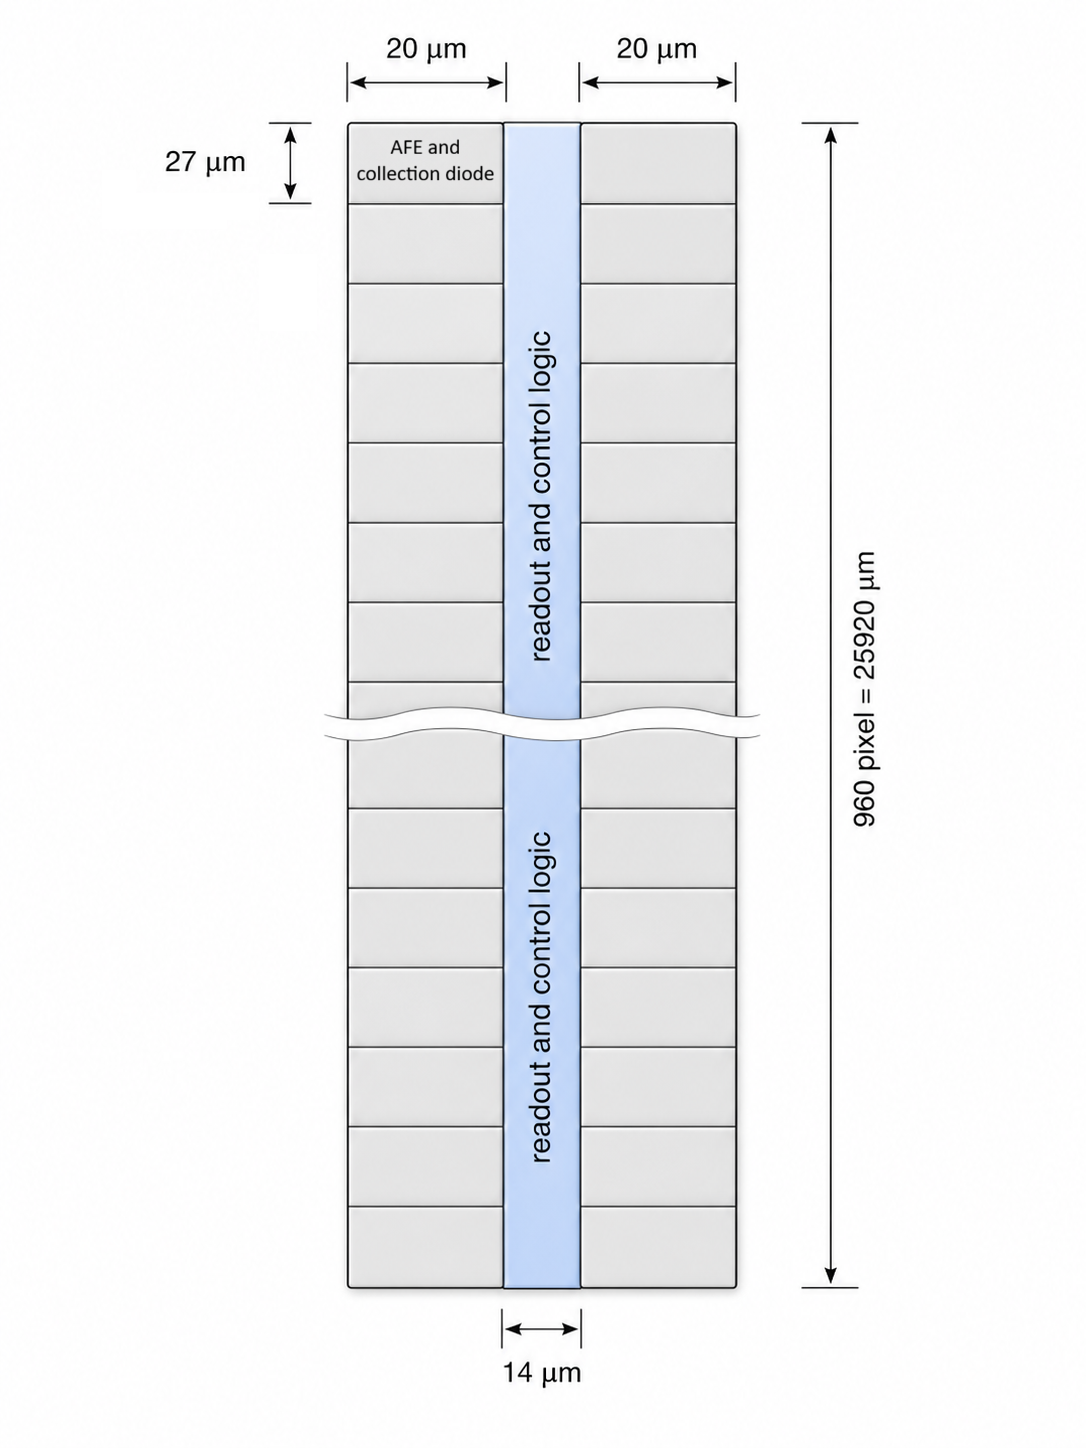 20 µm
20 µm
27 µm
AFE and
collection diode
readout and control logic
960 pixel = 25920 µm
readout and control logic
14 µm